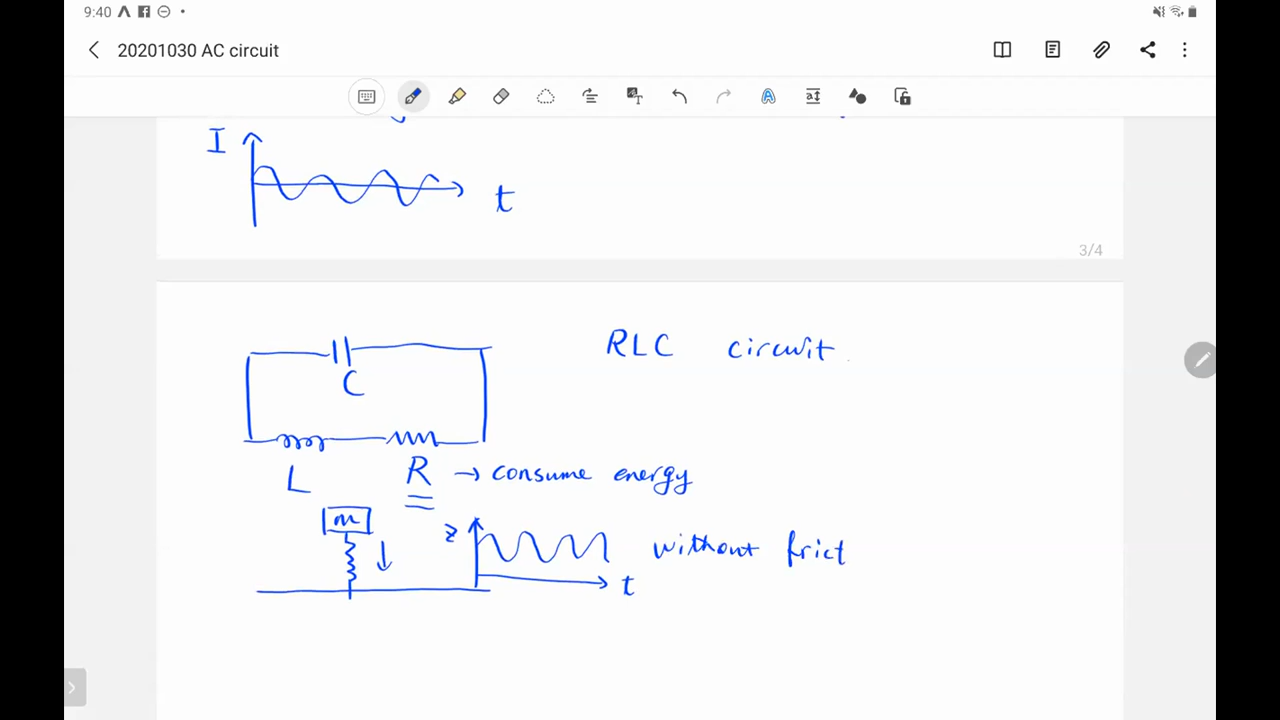 9:40
20201030 AC circuit
I
t
3/4
RLC circuit
C
L
R → consume energy
m
z
without frict
t